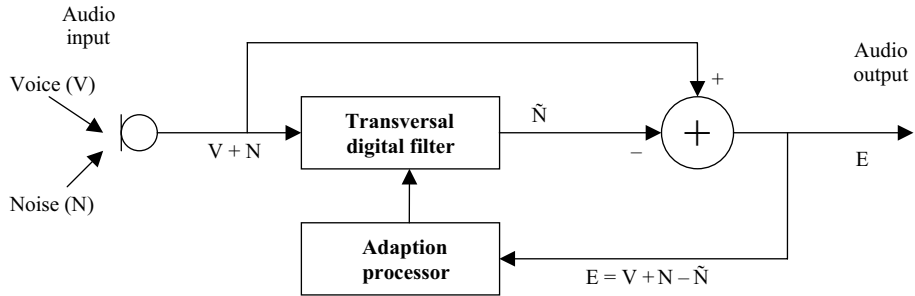 Audio
input
Audio
output
Voice (V)
+
Transversal
digital filter
Ñ
+
V + N
–
E
Noise (N)
Adaption
processor
E = V + N – Ñ